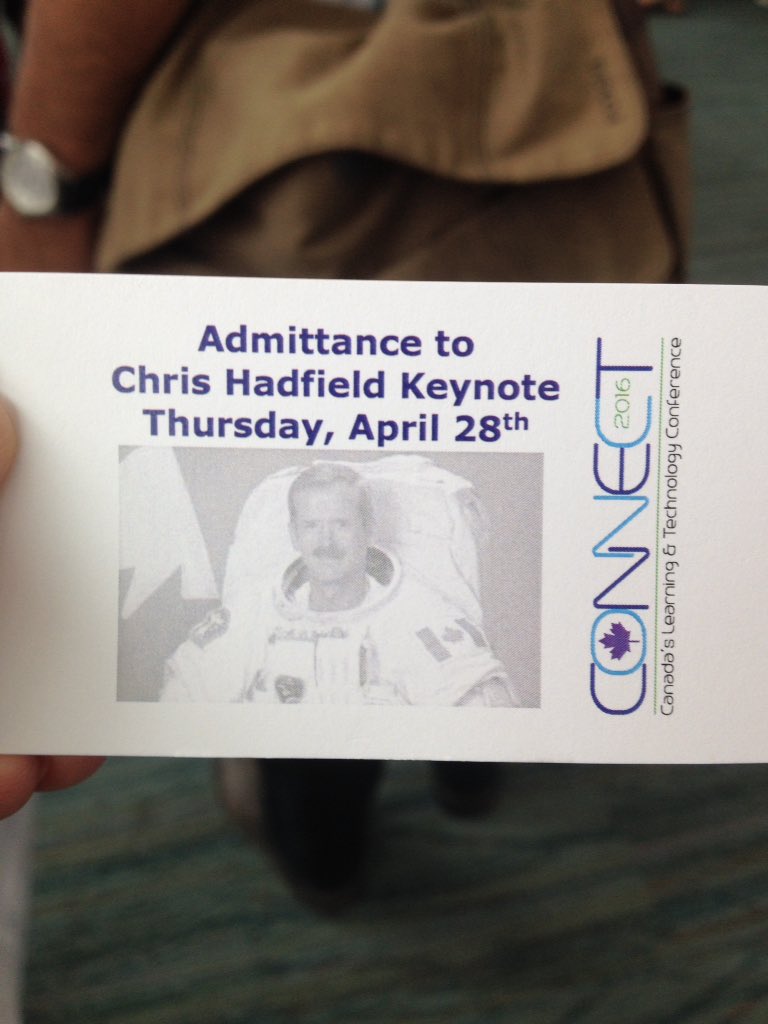 Admittance to
Chris Hadfield Keynote
Thursday, April 28th
CONNECT 2016
Canada's Learning & Technology Conference